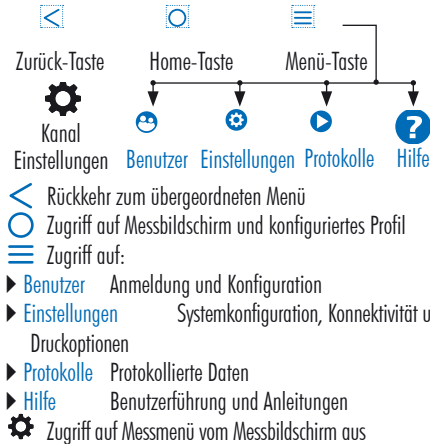 Zurück-Taste Home-Taste Menü-Taste
Kanal
Einstellungen Benutzer Einstellungen Protokolle Hilfe
Rückkehr zum übergeordneten Menü
Zugriff auf Messbildschirm und konfiguriertes Profil
Zugriff auf:
Benutzer Anmeldung und Konfiguration
Einstellungen Systemkonfiguration, Konnektivität u
Druckoptionen
Protokolle Protokollierte Daten
Hilfe Benutzerführung und Anleitungen
Zugriff auf Messmenü vom Messbildschirm aus